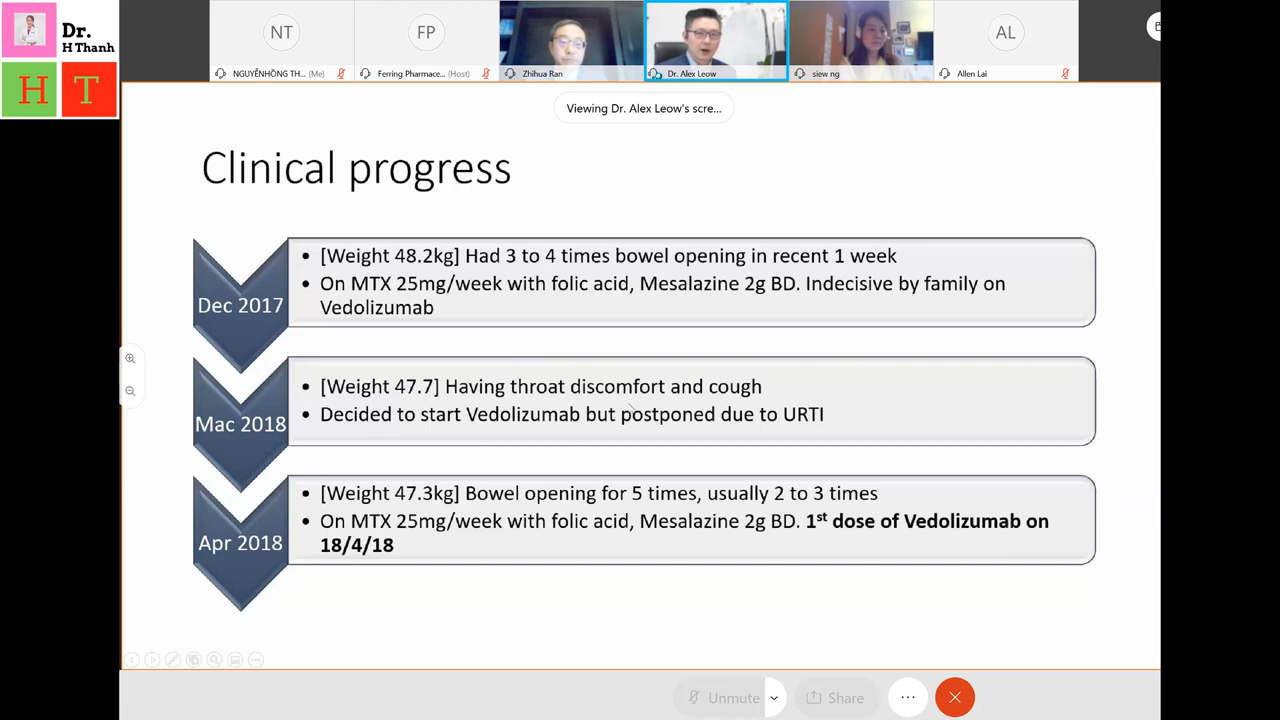 Dr.
H Thanh
H T
NT
FP
AL
NGUYỄNHỒNG TH... (Me)
Ferring Pharmace... (Host)
Zhihua Ran
Dr. Alex Leow
siew ng
Allen Lai
Viewing Dr. Alex Leow's scre...
Clinical progress
Dec 2017
• [Weight 48.2kg] Had 3 to 4 times bowel opening in recent 1 week
• On MTX 25mg/week with folic acid, Mesalazine 2g BD. Indecisive by family on
Vedolizumab
Mac 2018
• [Weight 47.7] Having throat discomfort and cough
• Decided to start Vedolizumab but postponed due to URTI
Apr 2018
• [Weight 47.3kg] Bowel opening for 5 times, usually 2 to 3 times
• On MTX 25mg/week with folic acid, Mesalazine 2g BD. 1st dose of Vedolizumab on
18/4/18
Unmute
Share